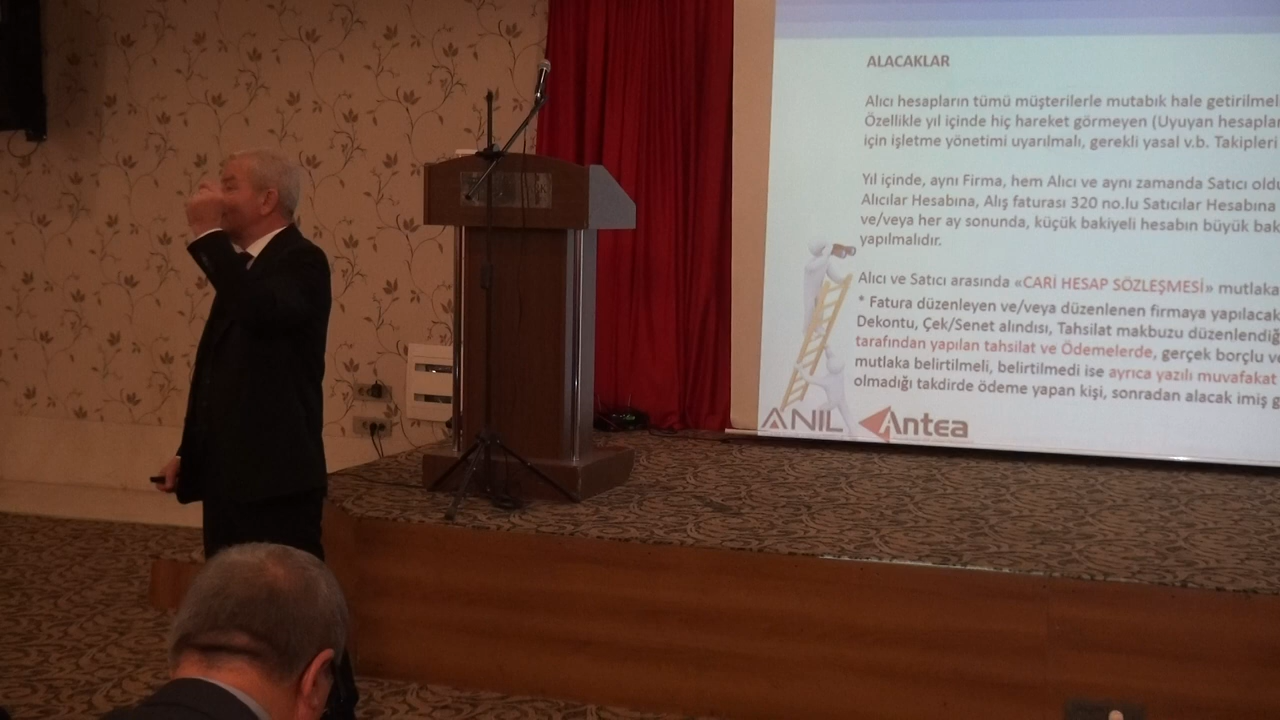 ALACAKLAR
Alıcı hesapların tümü müşterilerle mutabık hale getirilmeli
Özellikle yıl içinde hiç hareket görmeyen (Uyuyan hesaplar
için işletme yönetimi uyarılmalı, gerekli yasal v.b. Takipleri
Yıl içinde, aynı Firma, hem Alıcı ve aynı zamanda Satıcı oldu
Alıcılar Hesabına, Alış faturası 320 no.lu Satıcılar Hesabına
ve/veya her ay sonunda, küçük bakiyeli hesabın büyük bak
yapılmalıdır.
Alıcı ve Satıcı arasında «CARİ HESAP SÖZLEŞMESİ» mutlaka
* Fatura düzenleyen ve/veya düzenlenen firmaya yapılacak
Dekontu, Çek/Senet alındısı, Tahsilat makbuzu düzenlendiğ
tarafından yapılan tahsilat ve Ödemelerde, gerçek borçlu ve
mutlaka belirtilmeli, belirtilmedi ise ayrıca yazılı muvafakat
olmadığı takdirde ödeme yapan kişi, sonradan alacak imiş g
ANIL Antea